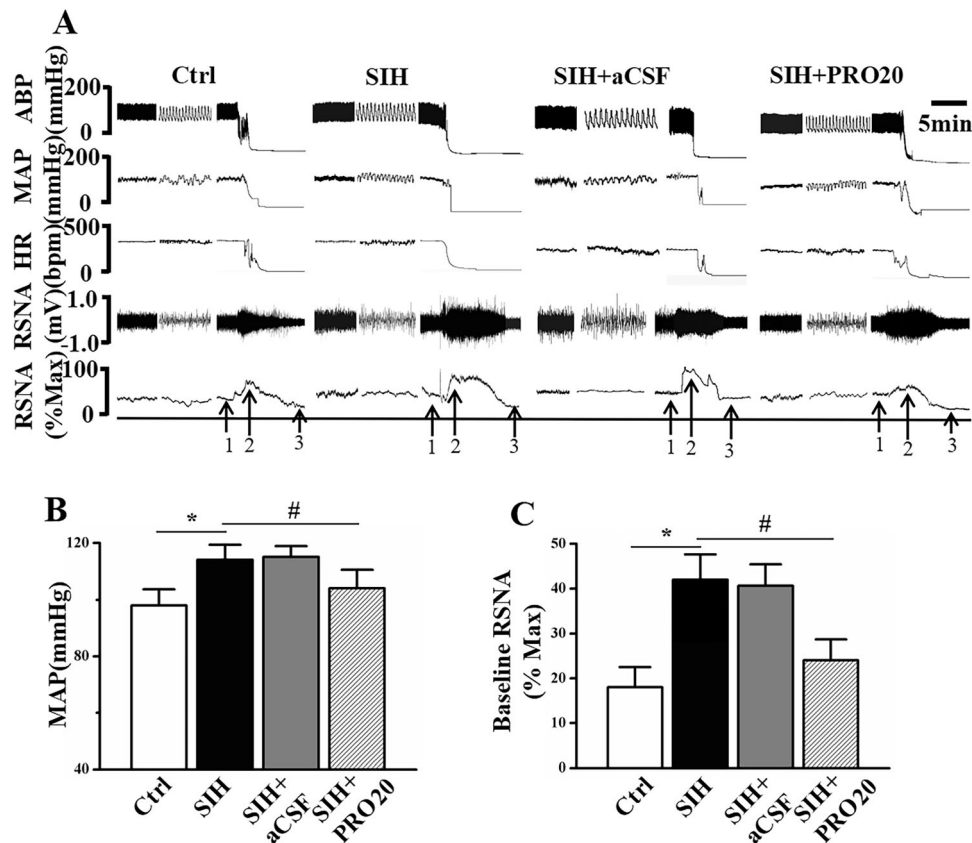 A
Ctrl SIH SIH+aCSF SIH+PRO20
ABP (mmHg)
200
0
5min
MAP (mmHg)
200
0
HR (bpm)
500
0
RSNA (mV)
1.0
-1.0
RSNA (%Max)
100
0
1 2 3 1 2 3 1 2 3 1 2 3
B
* #
MAP(mmHg)
120
80
40
Ctrl SIH SIH+ aCSF SIH+ PRO20
C
* #
Baseline RSNA
(% Max)
50
40
30
20
10
0
Ctrl SIH SIH+ aCSF SIH+ PRO20